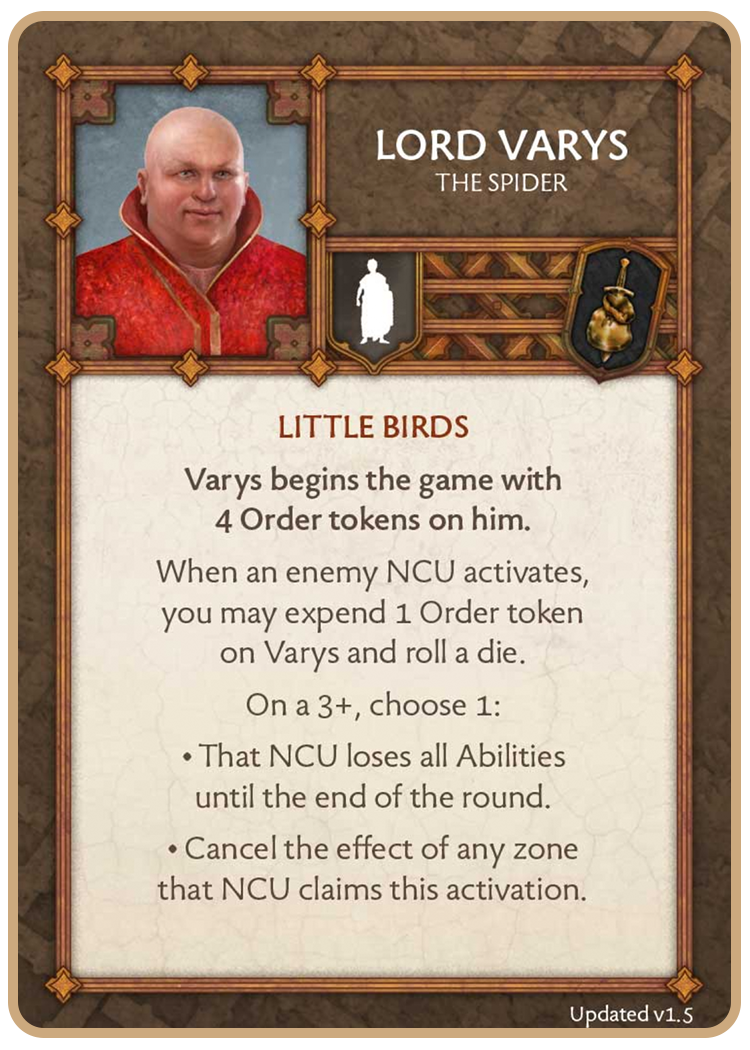 LORD VARYS
THE SPIDER
LITTLE BIRDS
Varys begins the game with
4 Order tokens on him.
When an enemy NCU activates,
you may expend 1 Order token
on Varys and roll a die.
On a 3+, choose 1:
• That NCU loses all Abilities
until the end of the round.
• Cancel the effect of any zone
that NCU claims this activation.
Updated v1.5